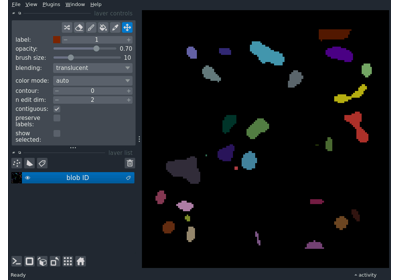 File View Plugins Window Help
layer controls
label: 1
opacity: 0.70
brush size: 10
blending: translucent
color mode: auto
contour: 0
n edit dim: 2
contiguous:
preserve
labels:
show
selected:
layer list
blob ID
Ready
activity